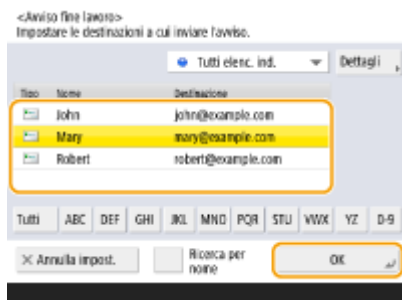 <Avviso fine lavoro>
Impostare le destinazioni a cui inviare l'avviso.
Tutti elenc. ind.
Dettagli
Tipo Nome Destinazione
John john@example.com
Mary mary@example.com
Robert robert@example.com
Tutti ABC DEF GHI JKL MNO PQR STU VWX YZ 0-9
Annulla impost.
Ricerca per
nome
OK